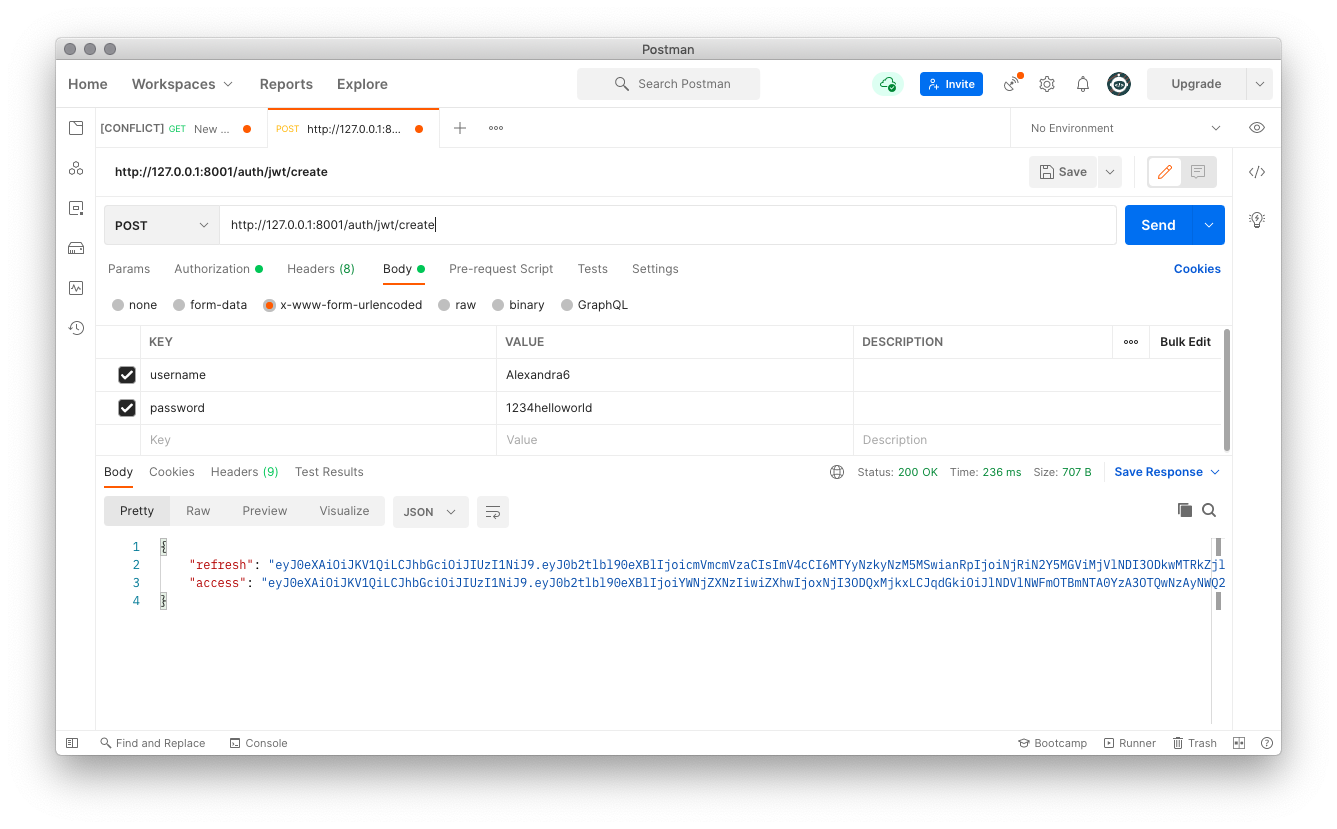 Postman
Home Workspaces Reports Explore Search Postman Invite Upgrade
[CONFLICT] GET New ... POST http://127.0.0.1:8... No Environment
http://127.0.0.1:8001/auth/jwt/create Save
POST http://127.0.0.1:8001/auth/jwt/create Send
Params Authorization Headers (8) Body Pre-request Script Tests Settings Cookies
none form-data x-www-form-urlencoded raw binary GraphQL
KEY VALUE DESCRIPTION Bulk Edit
username Alexandra6
password 1234helloworld
Key Value Description
Body Cookies Headers (9) Test Results Status: 200 OK Time: 236 ms Size: 707 B Save Response
Pretty Raw Preview Visualize JSON
1 {
2 "refresh": "eyJ0eXAiOiJKV1QiLCJhbGciOiJIUzI1NiJ9.eyJ0b2tlbl90eXBlIjoicmVmcmVzaCIsImV4cCI6MTYyNzkyNzM5MSwianRpIjoiNjRiN2Y5MGViMjVlNDI3ODkwMTRkZjl
3 "access": "eyJ0eXAiOiJKV1QiLCJhbGciOiJIUzI1NiJ9.eyJ0b2tlbl90eXBlIjoiYWNjZXNzIiwiZXhwIjoxNjI3ODQxMjkxLCJqdGkiOiJlNDVlNWFmOTBmNTA0YzA3OTQwNzAyNWQ2
4 }
Find and Replace Console Bootcamp Runner Trash